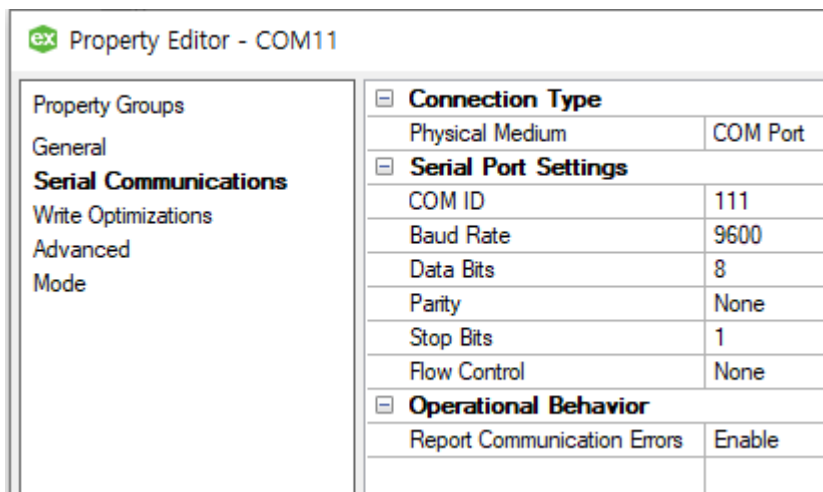 ex Property Editor - COM11
Property Groups
General
Serial Communications
Write Optimizations
Advanced
Mode
Connection Type
Physical Medium COM Port
Serial Port Settings
COM ID 111
Baud Rate 9600
Data Bits 8
Parity None
Stop Bits 1
Flow Control None
Operational Behavior
Report Communication Errors Enable